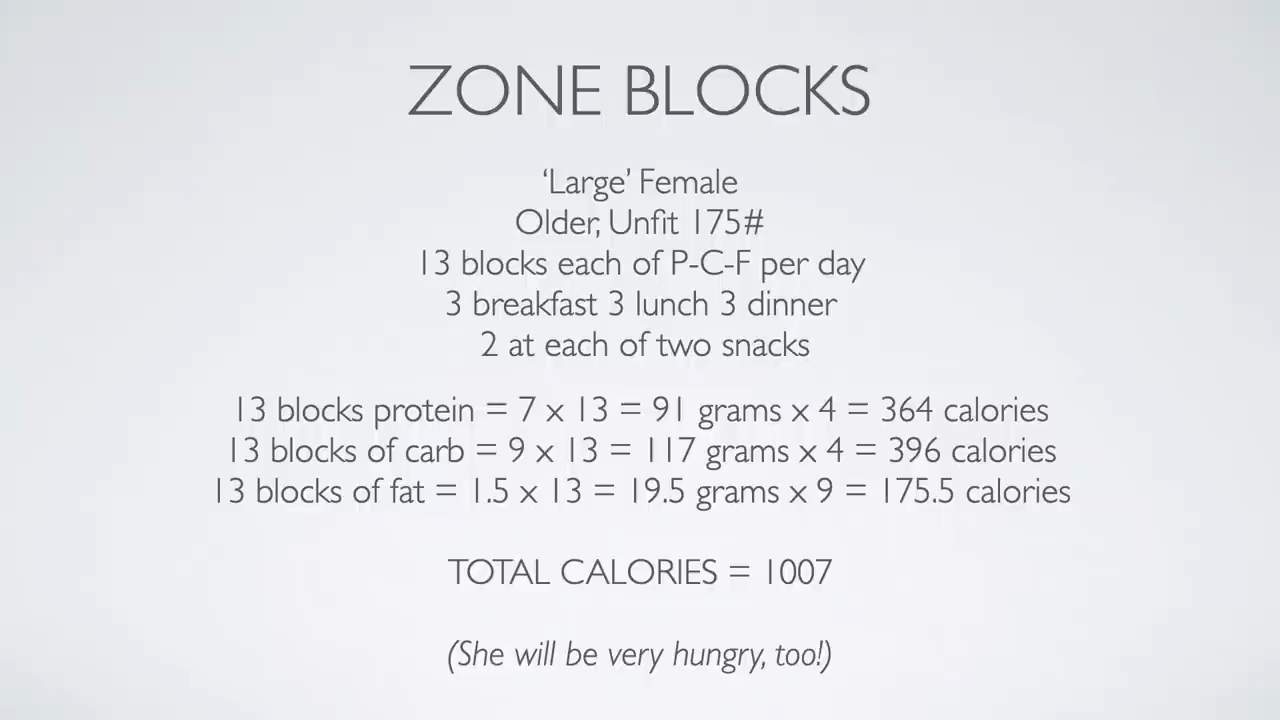 ZONE BLOCKS
‘Large’ Female
Older, Unfit 175#
13 blocks each of P-C-F per day
3 breakfast 3 lunch 3 dinner
2 at each of two snacks
13 blocks protein = 7 x 13 = 91 grams x 4 = 364 calories
13 blocks of carb = 9 x 13 = 117 grams x 4 = 396 calories
13 blocks of fat = 1.5 x 13 = 19.5 grams x 9 = 175.5 calories
TOTAL CALORIES = 1007
(She will be very hungry, too!)